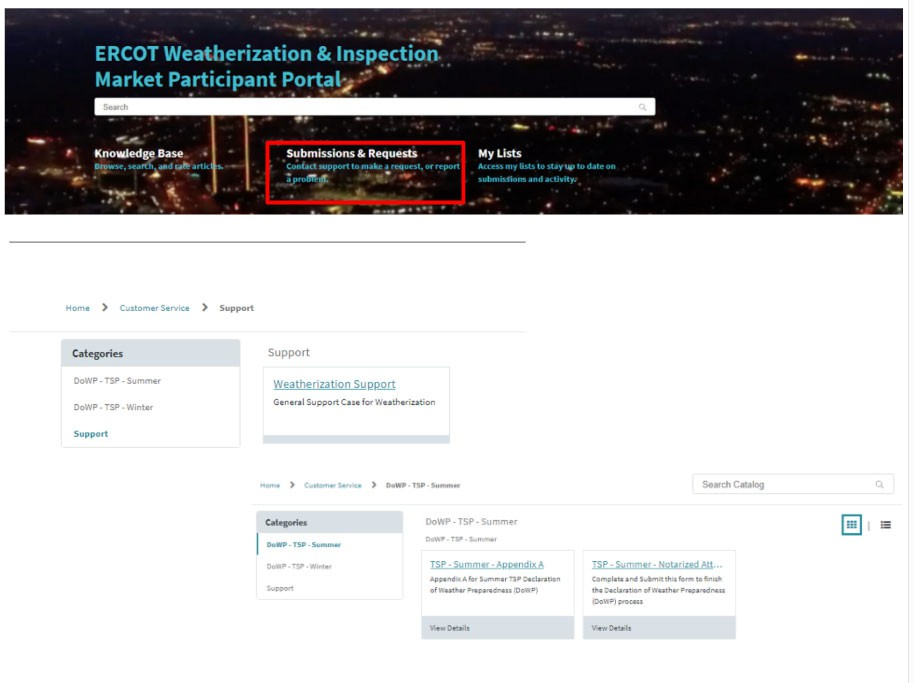 ERCOT Weatherization & Inspection
Market Participant Portal
Search
Knowledge Base
Browse, search, and rate articles.
Submissions & Requests
Contact support to make a request, or report
a problem.
My Lists
Access my lists to stay up to date on
submissions and activity.
Home > Customer Service > Support
Categories
DoWP - TSP - Summer
DoWP - TSP - Winter
Support
Support
Weatherization Support
General Support Case for Weatherization
Home > Customer Service > DoWP - TSP - Summer
Search Catalog
Categories
DoWP - TSP - Summer
DoWP - TSP - Winter
Support
DoWP - TSP - Summer
DoWP - TSP - Summer
TSP - Summer - Appendix A
Appendix A for Summer TSP Declaration
of Weather Preparedness (DoWP)
View Details
TSP - Summer - Notarized Att...
Complete and Submit this form to finish
the Declaration of Weather Preparedness
(DoWP) process
View Details